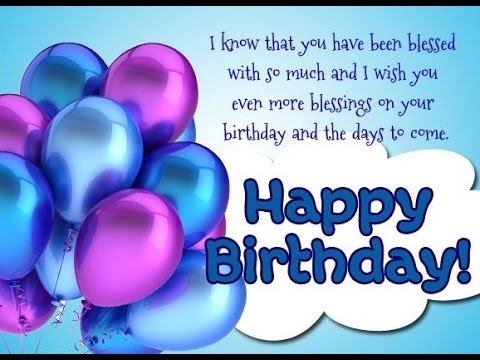 I know that you have been blessed
with so much and I wish you
even more blessings on your
birthday and the days to come.
Happy
Birthday!